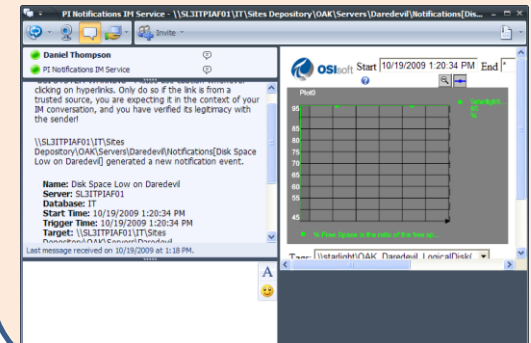 PI Notifications IM Service - \\SL3ITPIAF01\IT\Sites Depository\OAK\Servers\Daredevil\Notifications[Dis...
Invite
Daniel Thompson
PI Notifications IM Service
clicking on hyperlinks. Only do so if the link is from a
trusted source, you are expecting it in the context of your
IM conversation, and you have verified its legitimacy with
the sender!
\\SL3ITPIAF01\IT\Sites
Depository\OAK\Servers\Daredevil\Notifications[Disk Space
Low on Daredevil] generated a new notification event.
Name: Disk Space Low on Daredevil
Server: SL3ITPIAF01
Database: IT
Start Time: 10/19/2009 1:20:34 PM
Trigger Time: 10/19/2009 1:20:34 PM
Target: \\SL3ITPIAF01\IT\Sites
Depository\OAK\Servers\Daredevil
Last message received on 10/19/2009 at 1:18 PM.
A
OSIsoft Start 10/19/2009 1:20:34 PM End *
Plot0
95
85
80
75
70
65
60
55
45
% Free Space is the ratio of the free sp...
Tags: \\starlight\OAK_Daredevil_LogicalDisk(